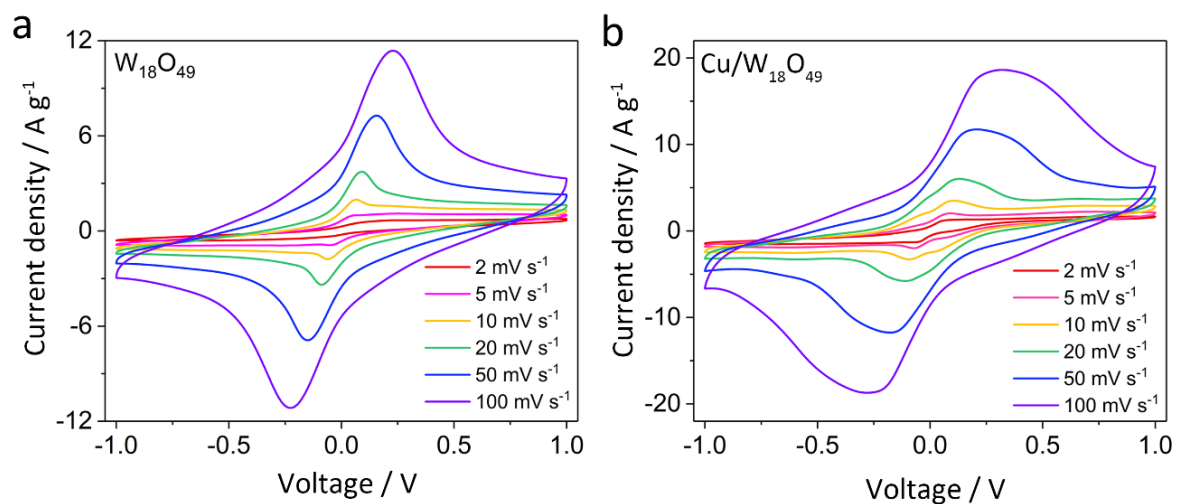 a
W₁₈O₄₉
Current density / A g⁻¹
12
6
0
-6
-12
2 mV s⁻¹
5 mV s⁻¹
10 mV s⁻¹
20 mV s⁻¹
50 mV s⁻¹
100 mV s⁻¹
-1.0 -0.5 0.0 0.5 1.0
Voltage / V
b
Cu/W₁₈O₄₉
Current density / A g⁻¹
20
10
0
-10
-20
2 mV s⁻¹
5 mV s⁻¹
10 mV s⁻¹
20 mV s⁻¹
50 mV s⁻¹
100 mV s⁻¹
-1.0 -0.5 0.0 0.5 1.0
Voltage / V